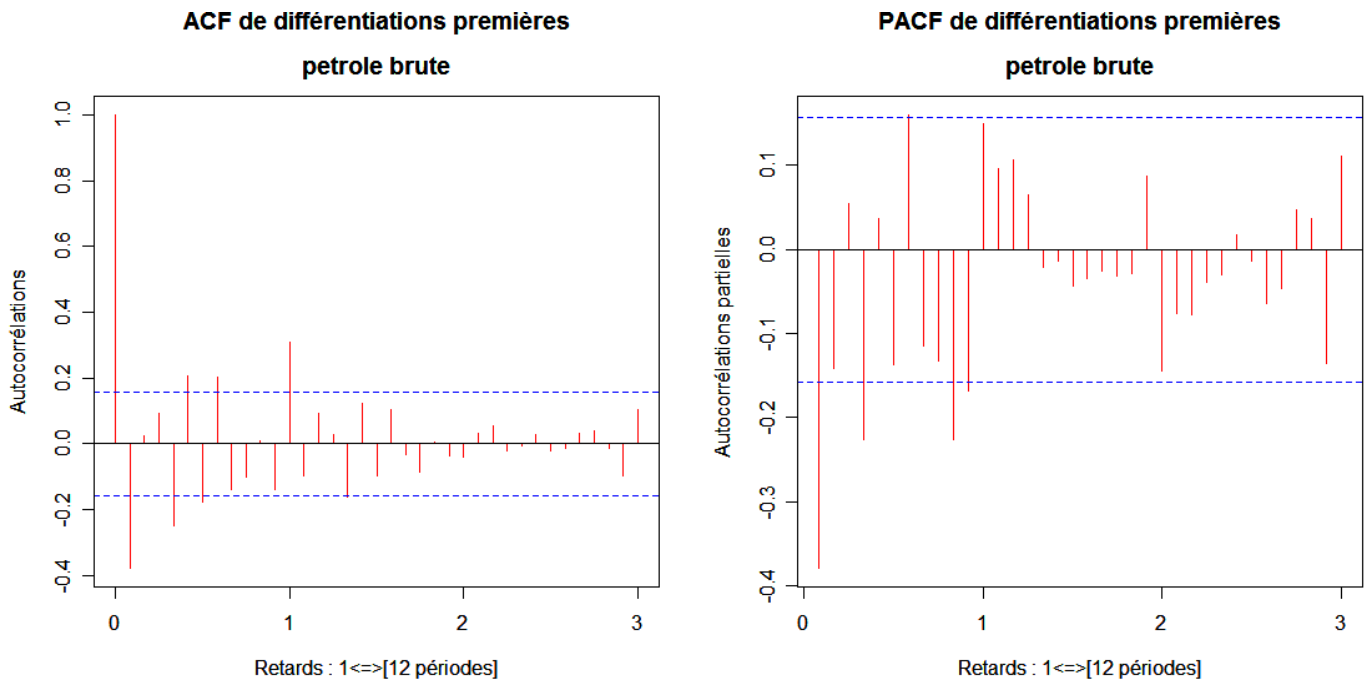 ACF de différentiations premières
petrole brute
Autocorrélations
1.0
0.8
0.6
0.4
0.2
0.0
-0.2
-0.4
0 1 2 3
Retards : 1<=>[12 périodes]
PACF de différentiations premières
petrole brute
Autocorrélations partielles
0.1
0.0
-0.1
-0.2
-0.3
-0.4
0 1 2 3
Retards : 1<=>[12 périodes]